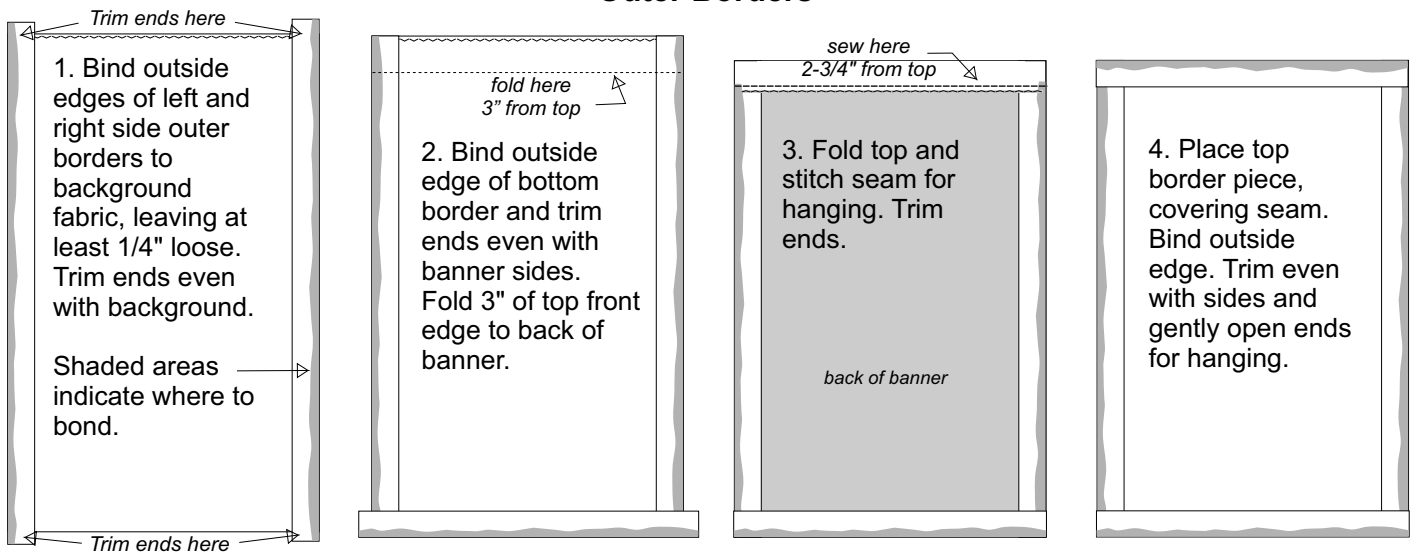 Trim ends here
1. Bind outside
edges of left and
right side outer
borders to
background
fabric, leaving at
least 1/4" loose.
Trim ends even
with background.
Shaded areas
indicate where to
bond.
Trim ends here
fold here
3” from top
2. Bind outside
edge of bottom
border and trim
ends even with
banner sides.
Fold 3" of top front
edge to back of
banner.
sew here
2-3/4" from top
3. Fold top and
stitch seam for
hanging. Trim
ends.
back of banner
4. Place top
border piece,
covering seam.
Bind outside
edge. Trim even
with sides and
gently open ends
for hanging.